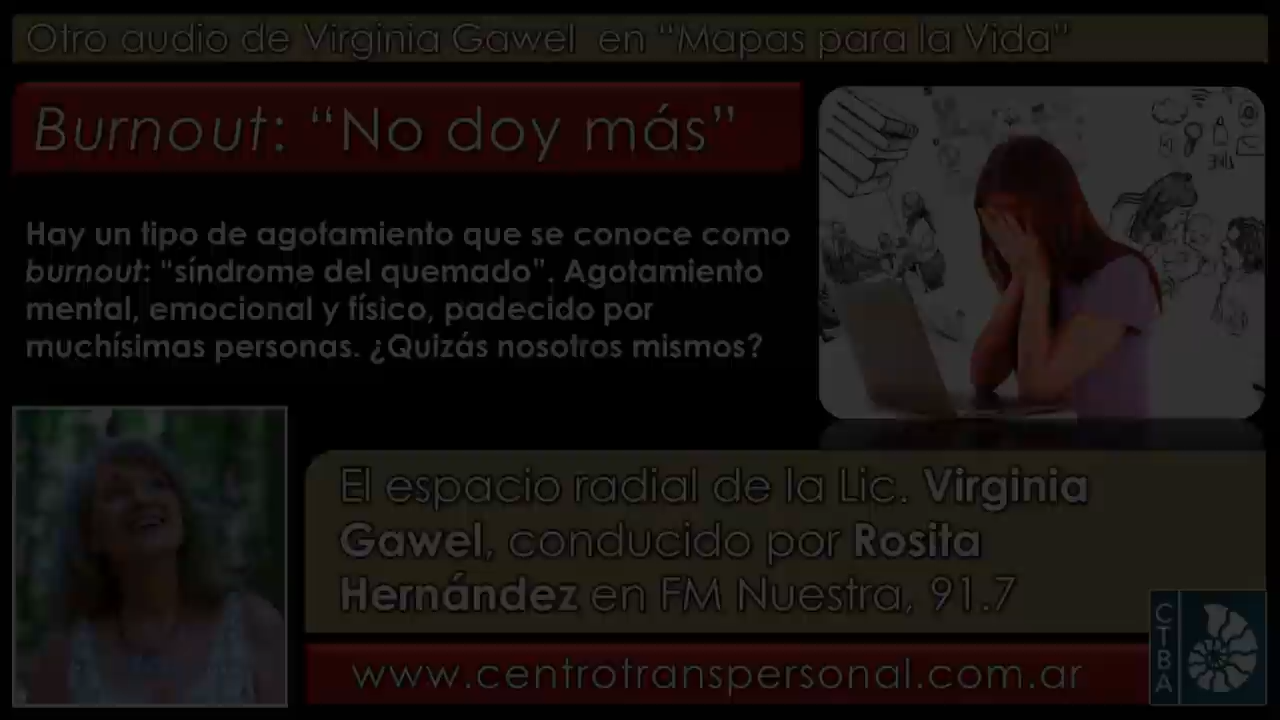 Otro audio de Virginia Gawel en “Mapas para la Vida”
Burnout: “No doy más”
Hay un tipo de agotamiento que se conoce como
burnout: “síndrome del quemado”. Agotamiento
mental, emocional y físico, padecido por
muchísimas personas. ¿Quizás nosotros mismos?
El espacio radial de la Lic. Virginia
Gawel, conducido por Rosita
Hernández en FM Nuestra, 91.7
www.centrotranspersonal.com.ar
CTBA